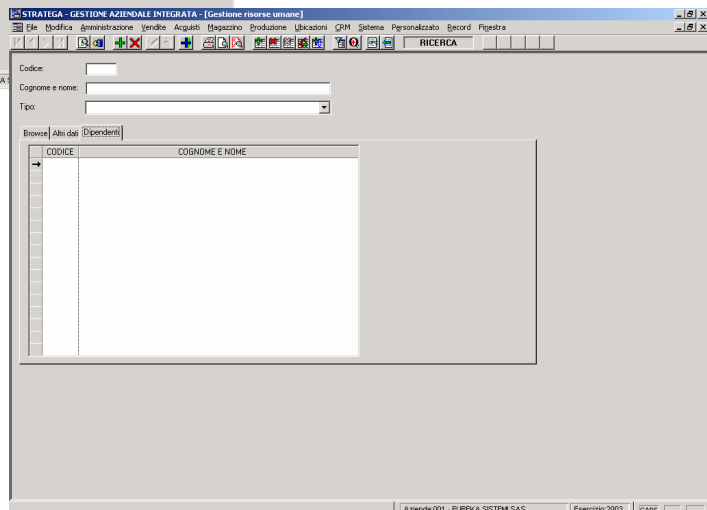 STRATEGA - GESTIONE AZIENDALE INTEGRATA - [Gestione risorse umane]
File Modifica Amministrazione Vendite Acquisti Magazzino Produzione Ubicazioni CRM Sistema Personalizzato Record Finestra
RICERCA
Codice:
Cognome e nome:
Tipo:
Browse Altri dati Dipendenti
CODICE COGNOME E NOME
Azienda:001 - EUREKA SISTEMI SAS Esercizio:2003 CAPS